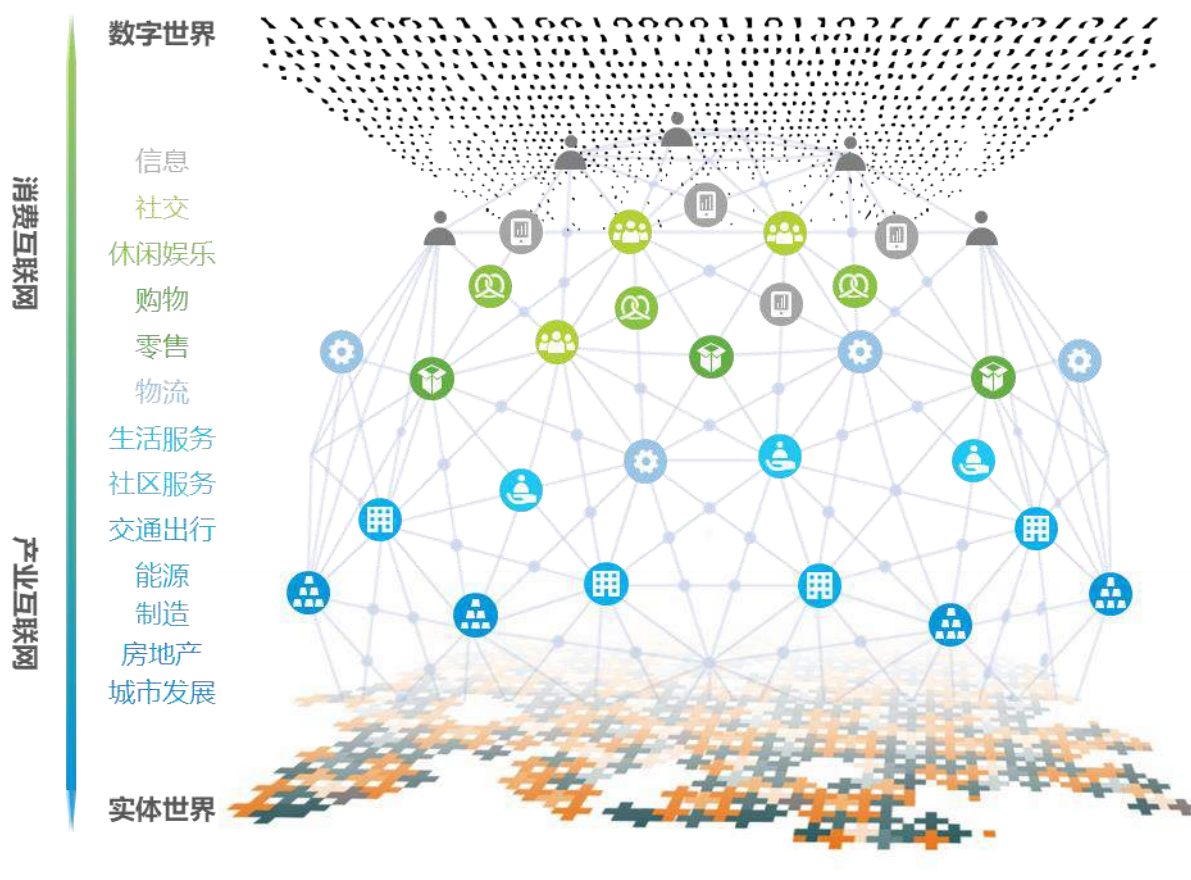 数字世界
消费互联网
信息
社交
休闲娱乐
购物
零售
物流
生活服务
社区服务
产业互联网
交通出行
能源
制造
房地产
城市发展
实体世界